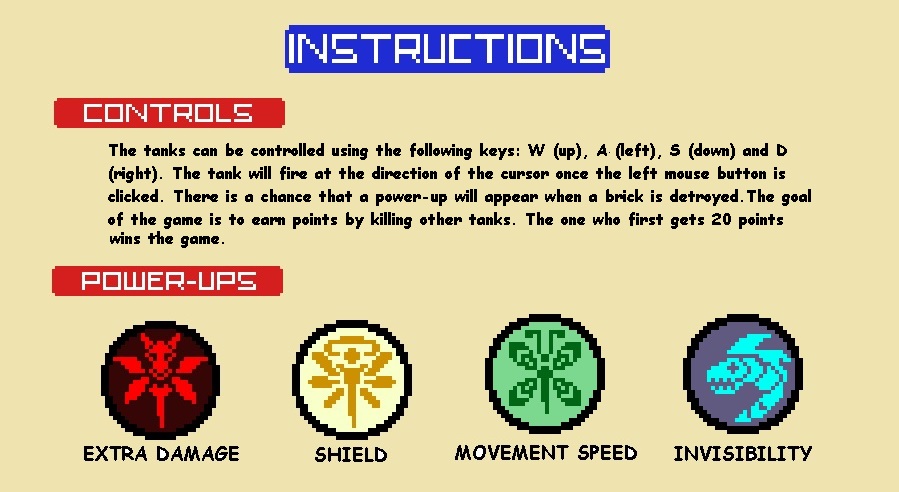 INSTRUCTIONS
CONTROLS
The tanks can be controlled using the following keys: W (up), A (left), S (down) and D
(right). The tank will fire at the direction of the cursor once the left mouse button is
clicked. There is a chance that a power-up will appear when a brick is detroyed.The goal
of the game is to earn points by killing other tanks. The one who first gets 20 points
wins the game.
POWER-UPS
EXTRA DAMAGE
SHIELD
MOVEMENT SPEED
INVISIBILITY